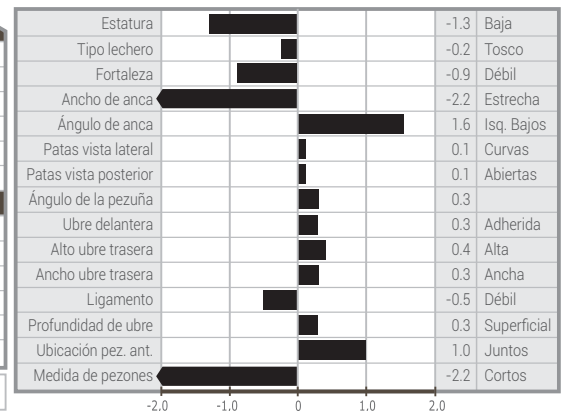 Estatura -1.3 Baja
Tipo lechero -0.2 Tosco
Fortaleza -0.9 Débil
Ancho de anca -2.2 Estrecha
Ángulo de anca 1.6 Isq. Bajos
Patas vista lateral 0.1 Curvas
Patas vista posterior 0.1 Abiertas
Ángulo de la pezuña 0.3
Ubre delantera 0.3 Adherida
Alto ubre trasera 0.4 Alta
Ancho ubre trasera 0.3 Ancha
Ligamento -0.5 Débil
Profundidad de ubre 0.3 Superficial
Ubicación pez. ant. 1.0 Juntos
Medida de pezones -2.2 Cortos
-2.0 -1.0 0 1.0 2.0